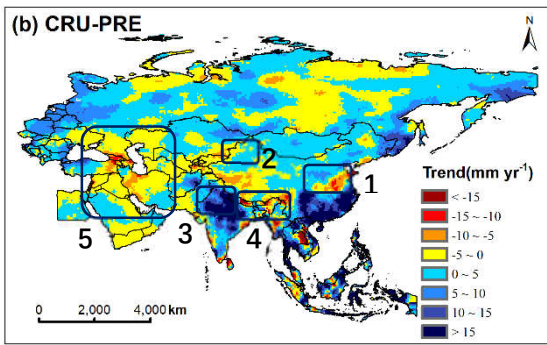 (b) CRU-PRE
N
2
1
3
4
5
Trend(mm yr⁻¹)
< -15
-15 ~ -10
-10 ~ -5
-5 ~ 0
0 ~ 5
5 ~ 10
10 ~ 15
> 15
0 2,000 4,000 km